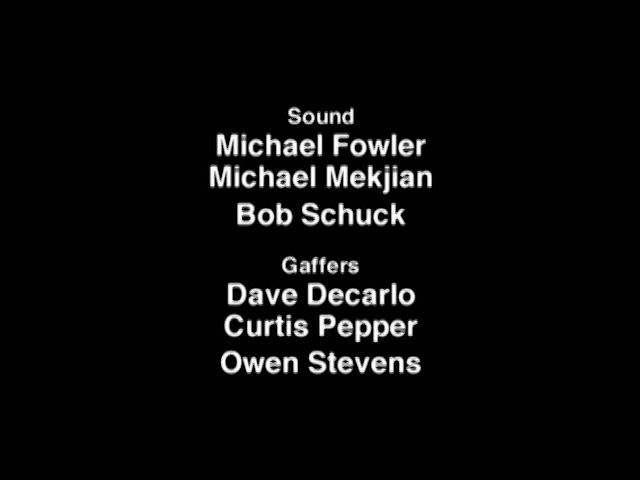 Sound
Michael Fowler
Michael Mekjian
Bob Schuck
Gaffers
Dave Decarlo
Curtis Pepper
Owen Stevens